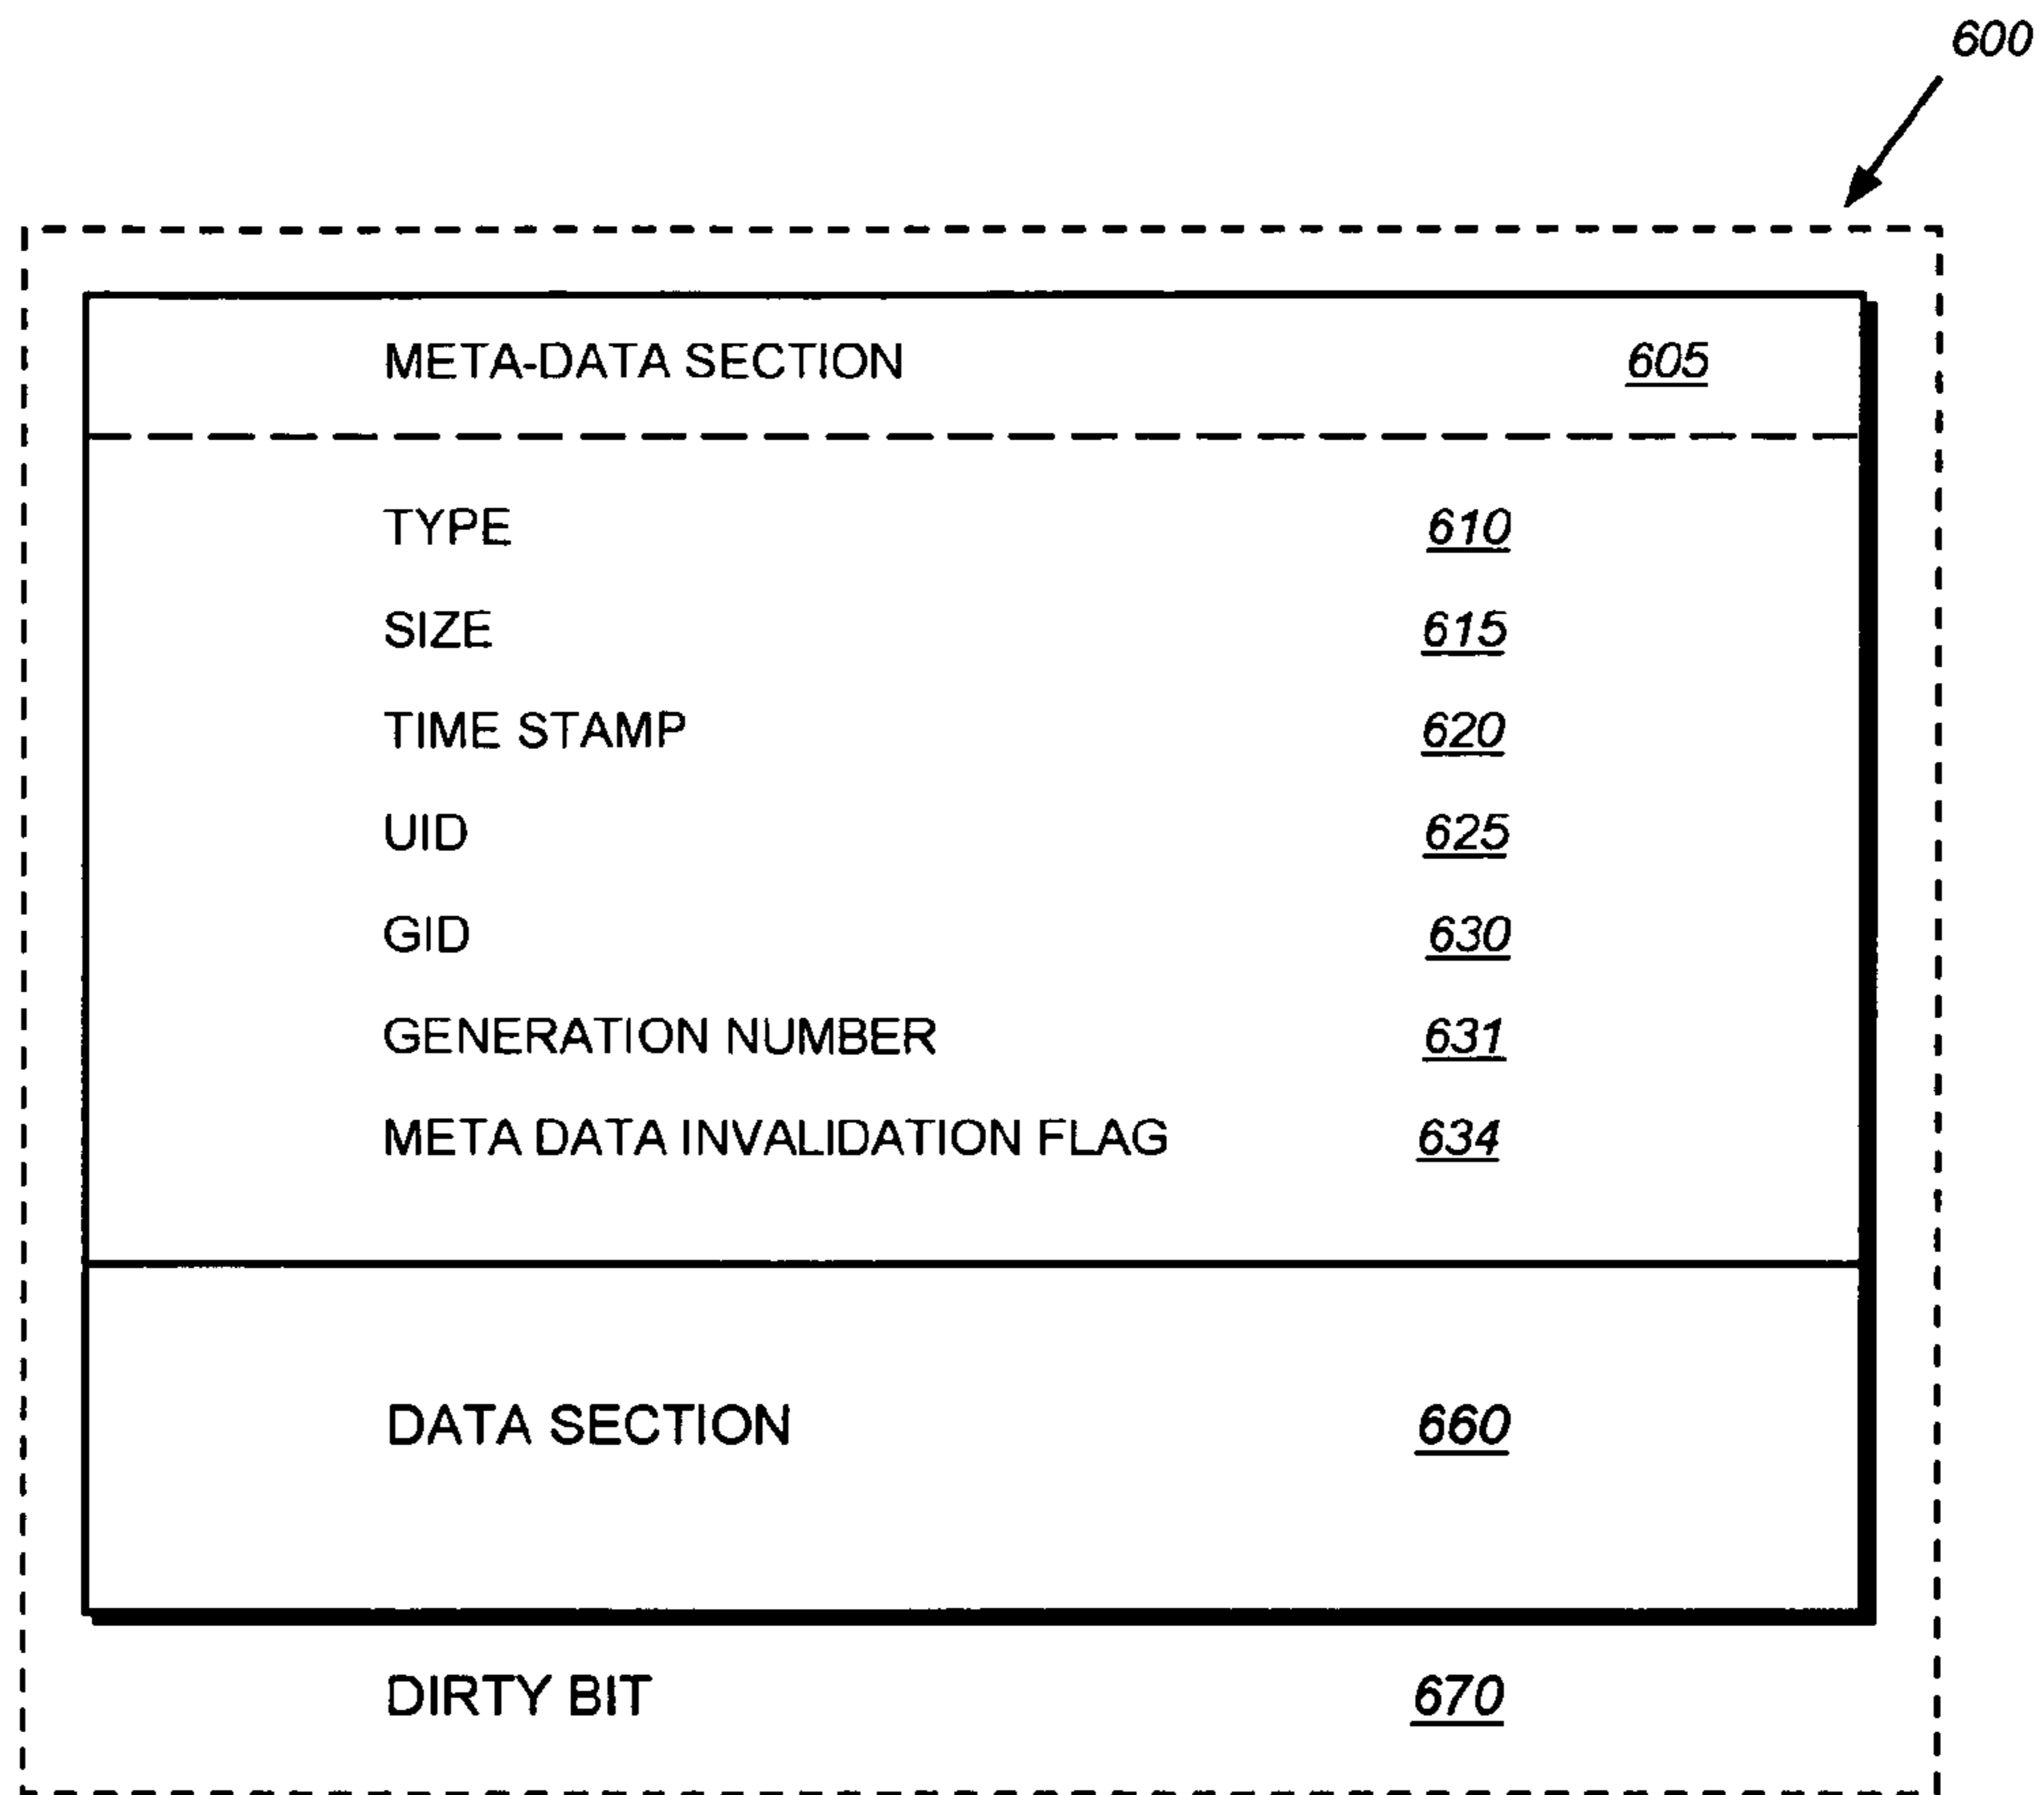 600
META-DATA SECTION 605
TYPE 610
SIZE 615
TIME STAMP 620
UID 625
GID 630
GENERATION NUMBER 631
META DATA INVALIDATION FLAG 634
DATA SECTION 660
DIRTY BIT 670